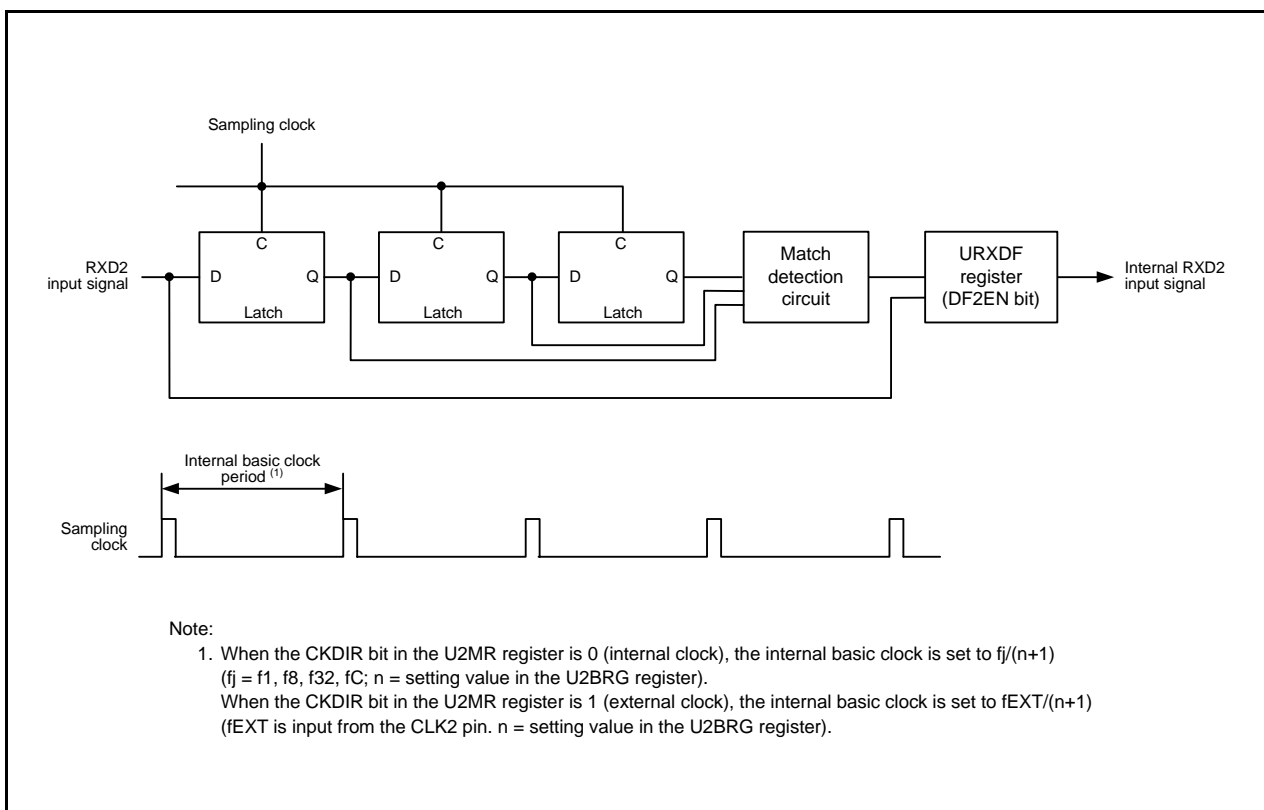 Sampling clock
C
C
C
RXD2
input signal
D
Q
D
Q
D
Q
Latch
Latch
Latch
Match
detection
circuit
URXDF
register
(DF2EN bit)
Internal RXD2
input signal
Internal basic clock
period (1)
Sampling
clock
Note:
1. When the CKDIR bit in the U2MR register is 0 (internal clock), the internal basic clock is set to fj/(n+1)
(fj = f1, f8, f32, fC; n = setting value in the U2BRG register).
When the CKDIR bit in the U2MR register is 1 (external clock), the internal basic clock is set to fEXT/(n+1)
(fEXT is input from the CLK2 pin. n = setting value in the U2BRG register).